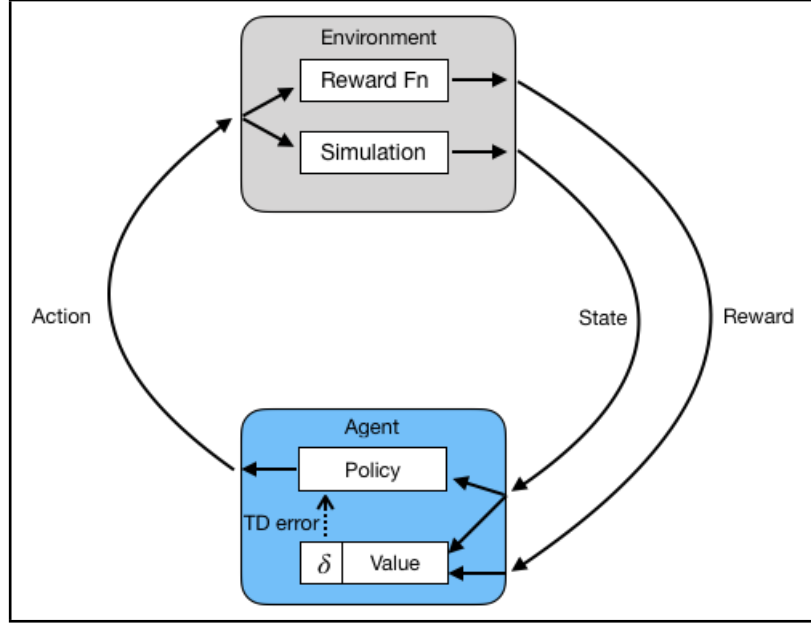 Environment
Reward Fn
Simulation
Action
State
Reward
Agent
Policy
TD error
δ Value